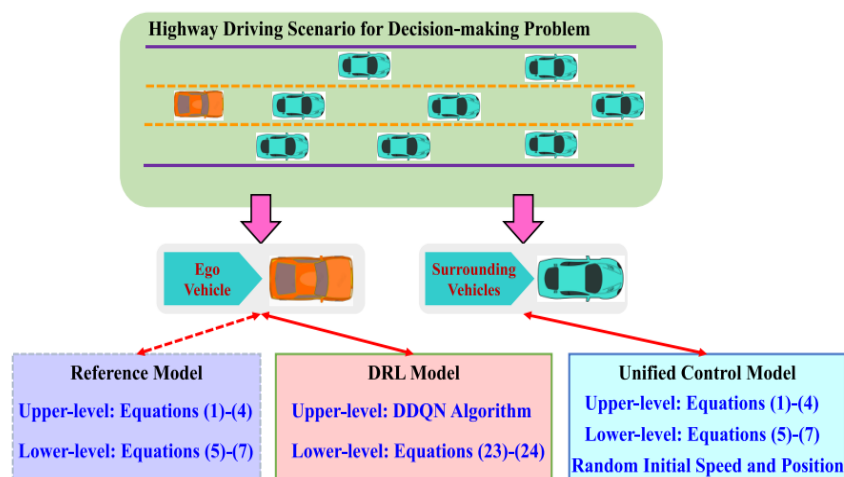 Highway Driving Scenario for Decision-making Problem
Ego
Vehicle
Surrounding
Vehicles
Reference Model
Upper-level: Equations (1)-(4)
Lower-level: Equations (5)-(7)
DRL Model
Upper-level: DDQN Algorithm
Lower-level: Equations (23)-(24)
Unified Control Model
Upper-level: Equations (1)-(4)
Lower-level: Equations (5)-(7)
Random Initial Speed and Position